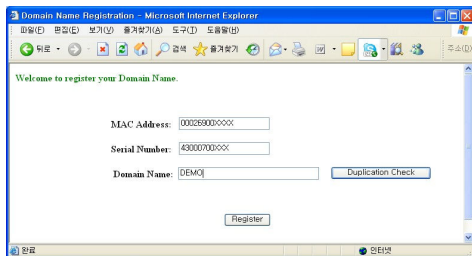 Domain Name Registration - Microsoft Internet Explorer
파일(F) 편집(E) 보기(V) 즐겨찾기(A) 도구(T) 도움말(H)
뒤로 검색 즐겨찾기 주소(D)
Welcome to register your Domain Name.
MAC Address: 00026900XXX
Serial Number: 43000700XXX
Domain Name: DEMO Duplication Check
Register
완료 인터넷